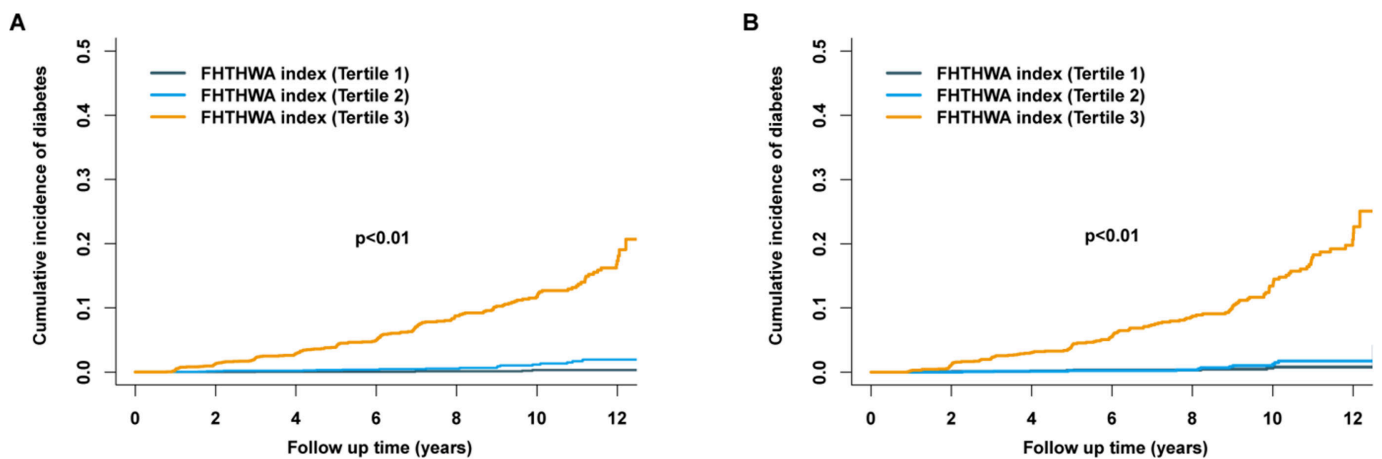 A
Cumulative incidence of diabetes
0.5
0.4
0.3
0.2
0.1
0.0
FHTHWA index (Tertile 1)
FHTHWA index (Tertile 2)
FHTHWA index (Tertile 3)
p<0.01
0 2 4 6 8 10 12
Follow up time (years)
B
Cumulative incidence of diabetes
0.5
0.4
0.3
0.2
0.1
0.0
FHTHWA index (Tertile 1)
FHTHWA index (Tertile 2)
FHTHWA index (Tertile 3)
p<0.01
0 2 4 6 8 10 12
Follow up time (years)